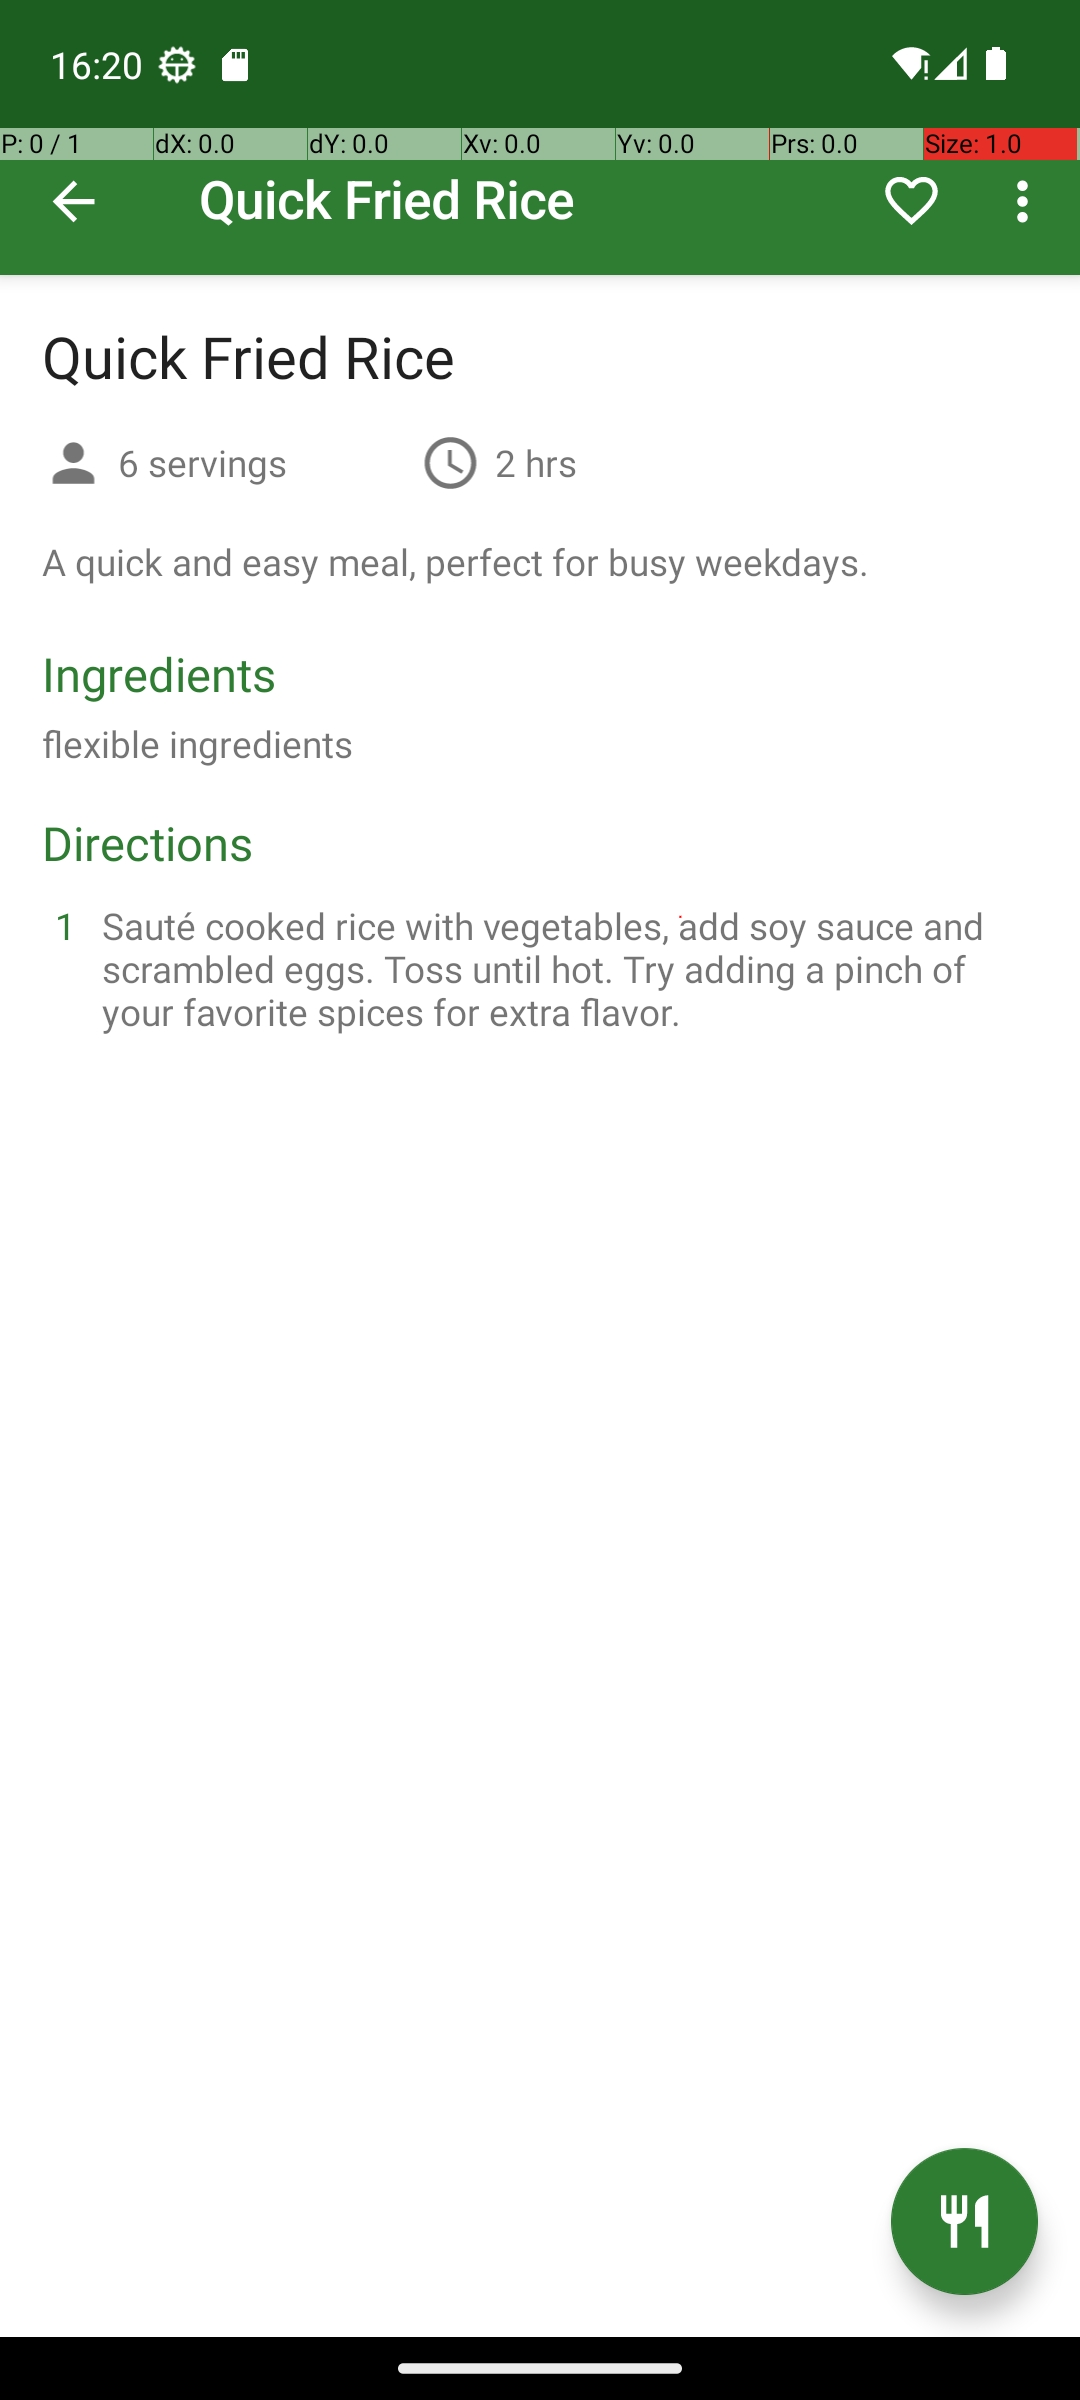 16:20
P: 0 / 1 dX: 0.0 dY: 0.0 Xv: 0.0 Yv: 0.0 Prs: 0.0 Size: 1.0
Quick Fried Rice
Quick Fried Rice
6 servings 2 hrs
A quick and easy meal, perfect for busy weekdays.
Ingredients
flexible ingredients
Directions
1 Sauté cooked rice with vegetables, add soy sauce and
scrambled eggs. Toss until hot. Try adding a pinch of
your favorite spices for extra flavor.